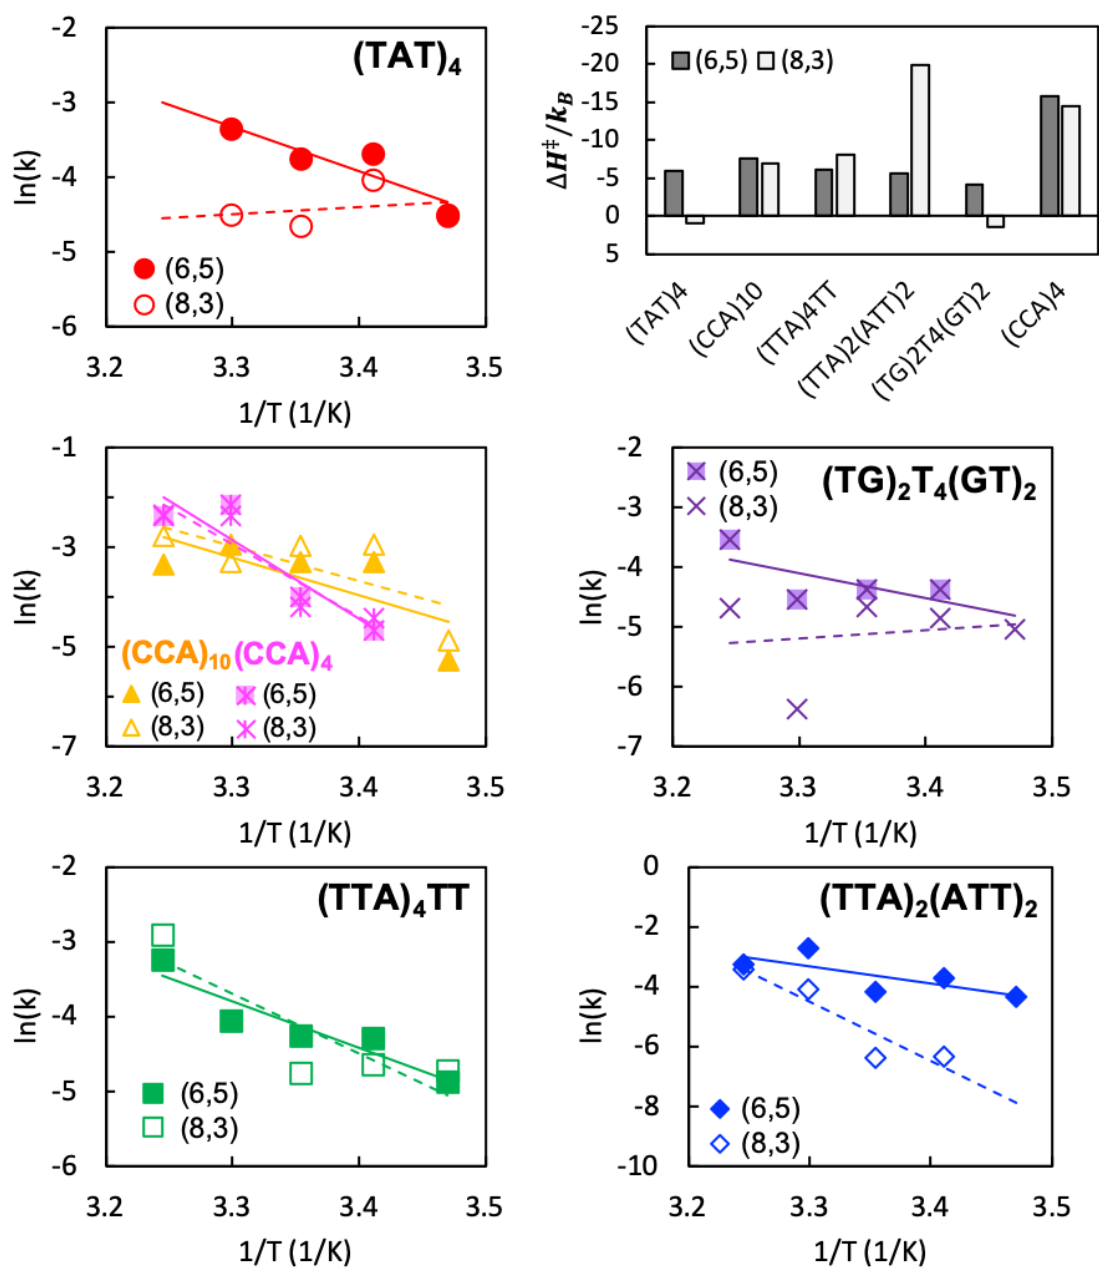 (TAT)4
-2
-3
-4
-5
-6
ln(k)
(6,5)
(8,3)
3.2 3.3 3.4 3.5
1/T (1/K)
-25
-20
-15
-10
-5
0
5
ΔH‡/kB
(6,5) (8,3)
(TAT)4
(CCA)10
(TTA)4TT
(TTA)2(ATT)2
(TG)2T4(GT)2
(CCA)4
-1
-3
-5
-7
ln(k)
(CCA)10 (CCA)4
(6,5) (6,5)
(8,3) (8,3)
3.2 3.3 3.4 3.5
1/T (1/K)
-2
-3
-4
-5
-6
-7
ln(k)
(6,5)
(8,3)
(TG)2T4(GT)2
3.2 3.3 3.4 3.5
1/T (1/K)
-2
-3
-4
-5
-6
ln(k)
(TTA)4TT
(6,5)
(8,3)
3.2 3.3 3.4 3.5
1/T (1/K)
0
-2
-4
-6
-8
-10
ln(k)
(TTA)2(ATT)2
(6,5)
(8,3)
3.2 3.3 3.4 3.5
1/T (1/K)